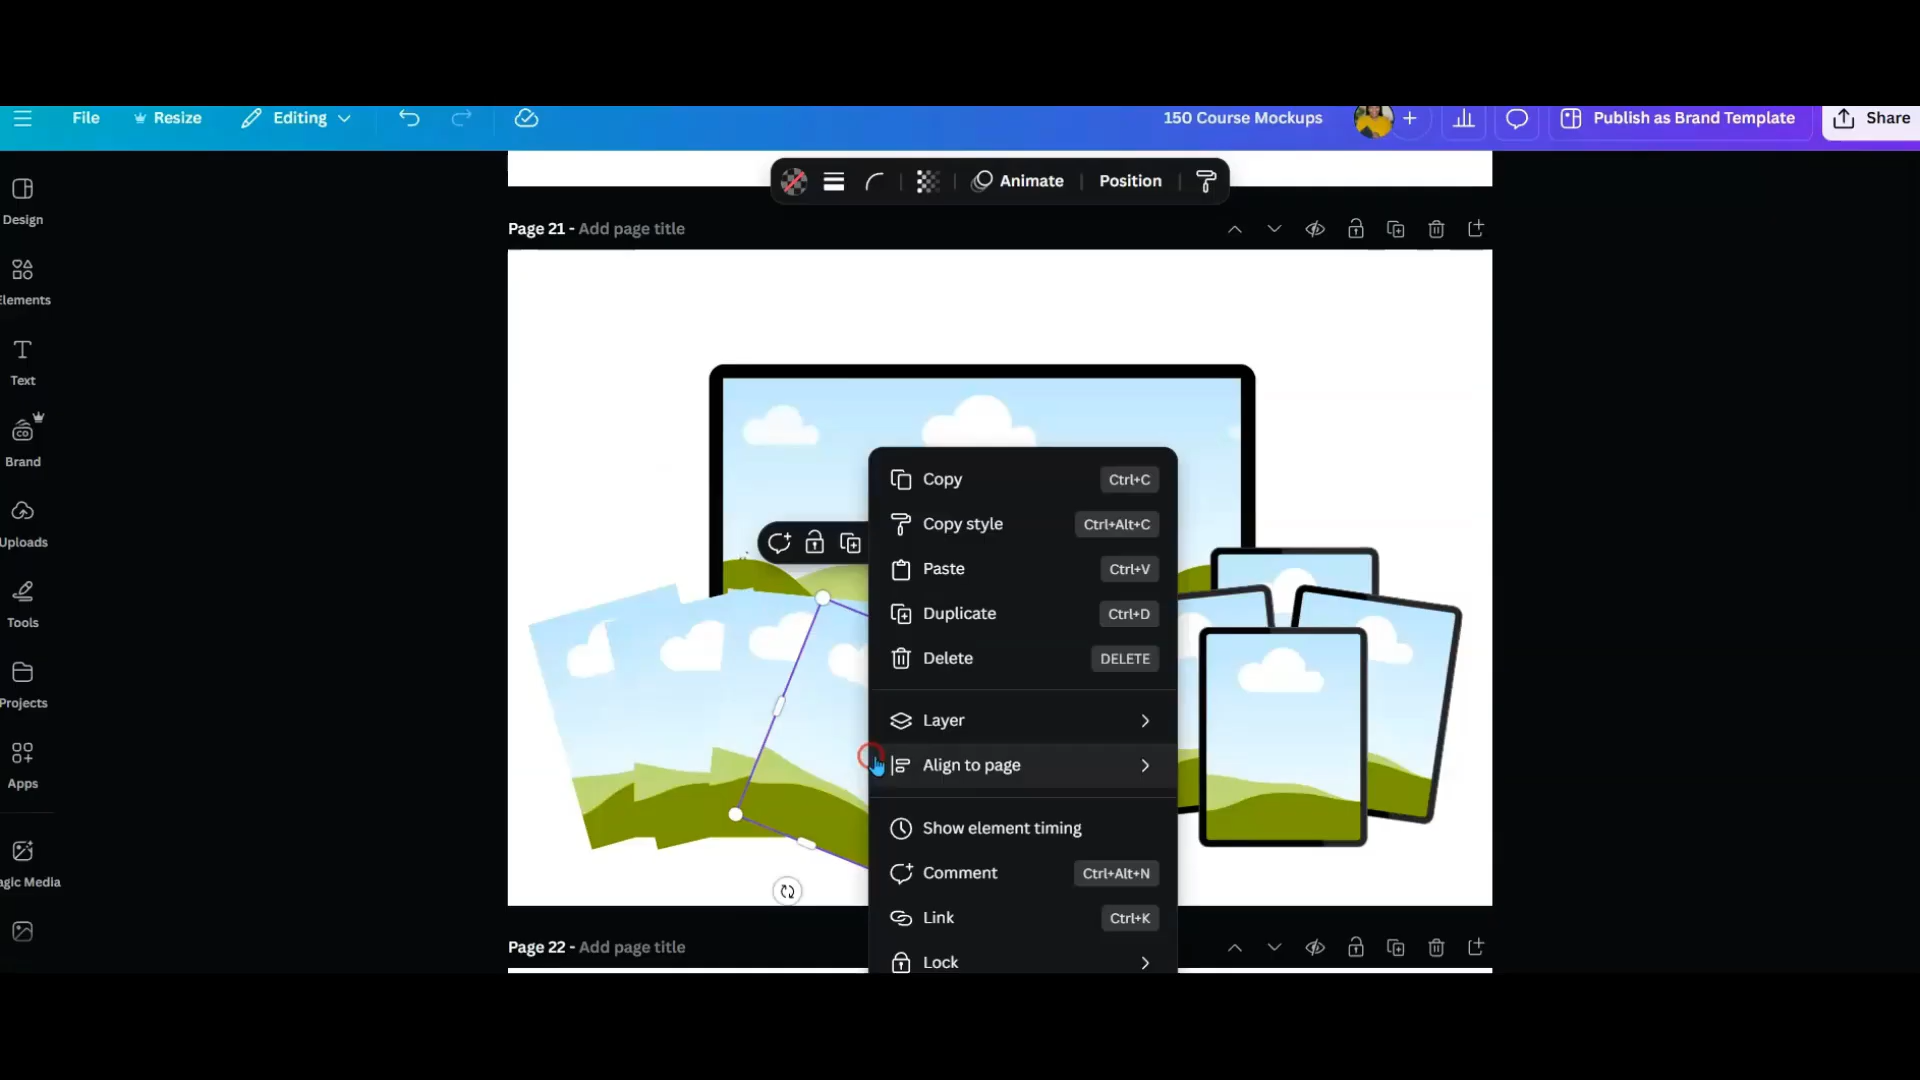 File
Resize
Editing
150 Course Mockups
+
Publish as Brand Template
Share
Animate
Position
Design
Page 21 - Add page title
Elements
Text
Brand
Uploads
Tools
Projects
Apps
agic Media
Copy Ctrl+C
Copy style Ctrl+Alt+C
Paste Ctrl+V
Duplicate Ctrl+D
Delete DELETE
Layer
Align to page
Show element timing
Comment Ctrl+Alt+N
Link Ctrl+K
Lock
Page 22 - Add page title